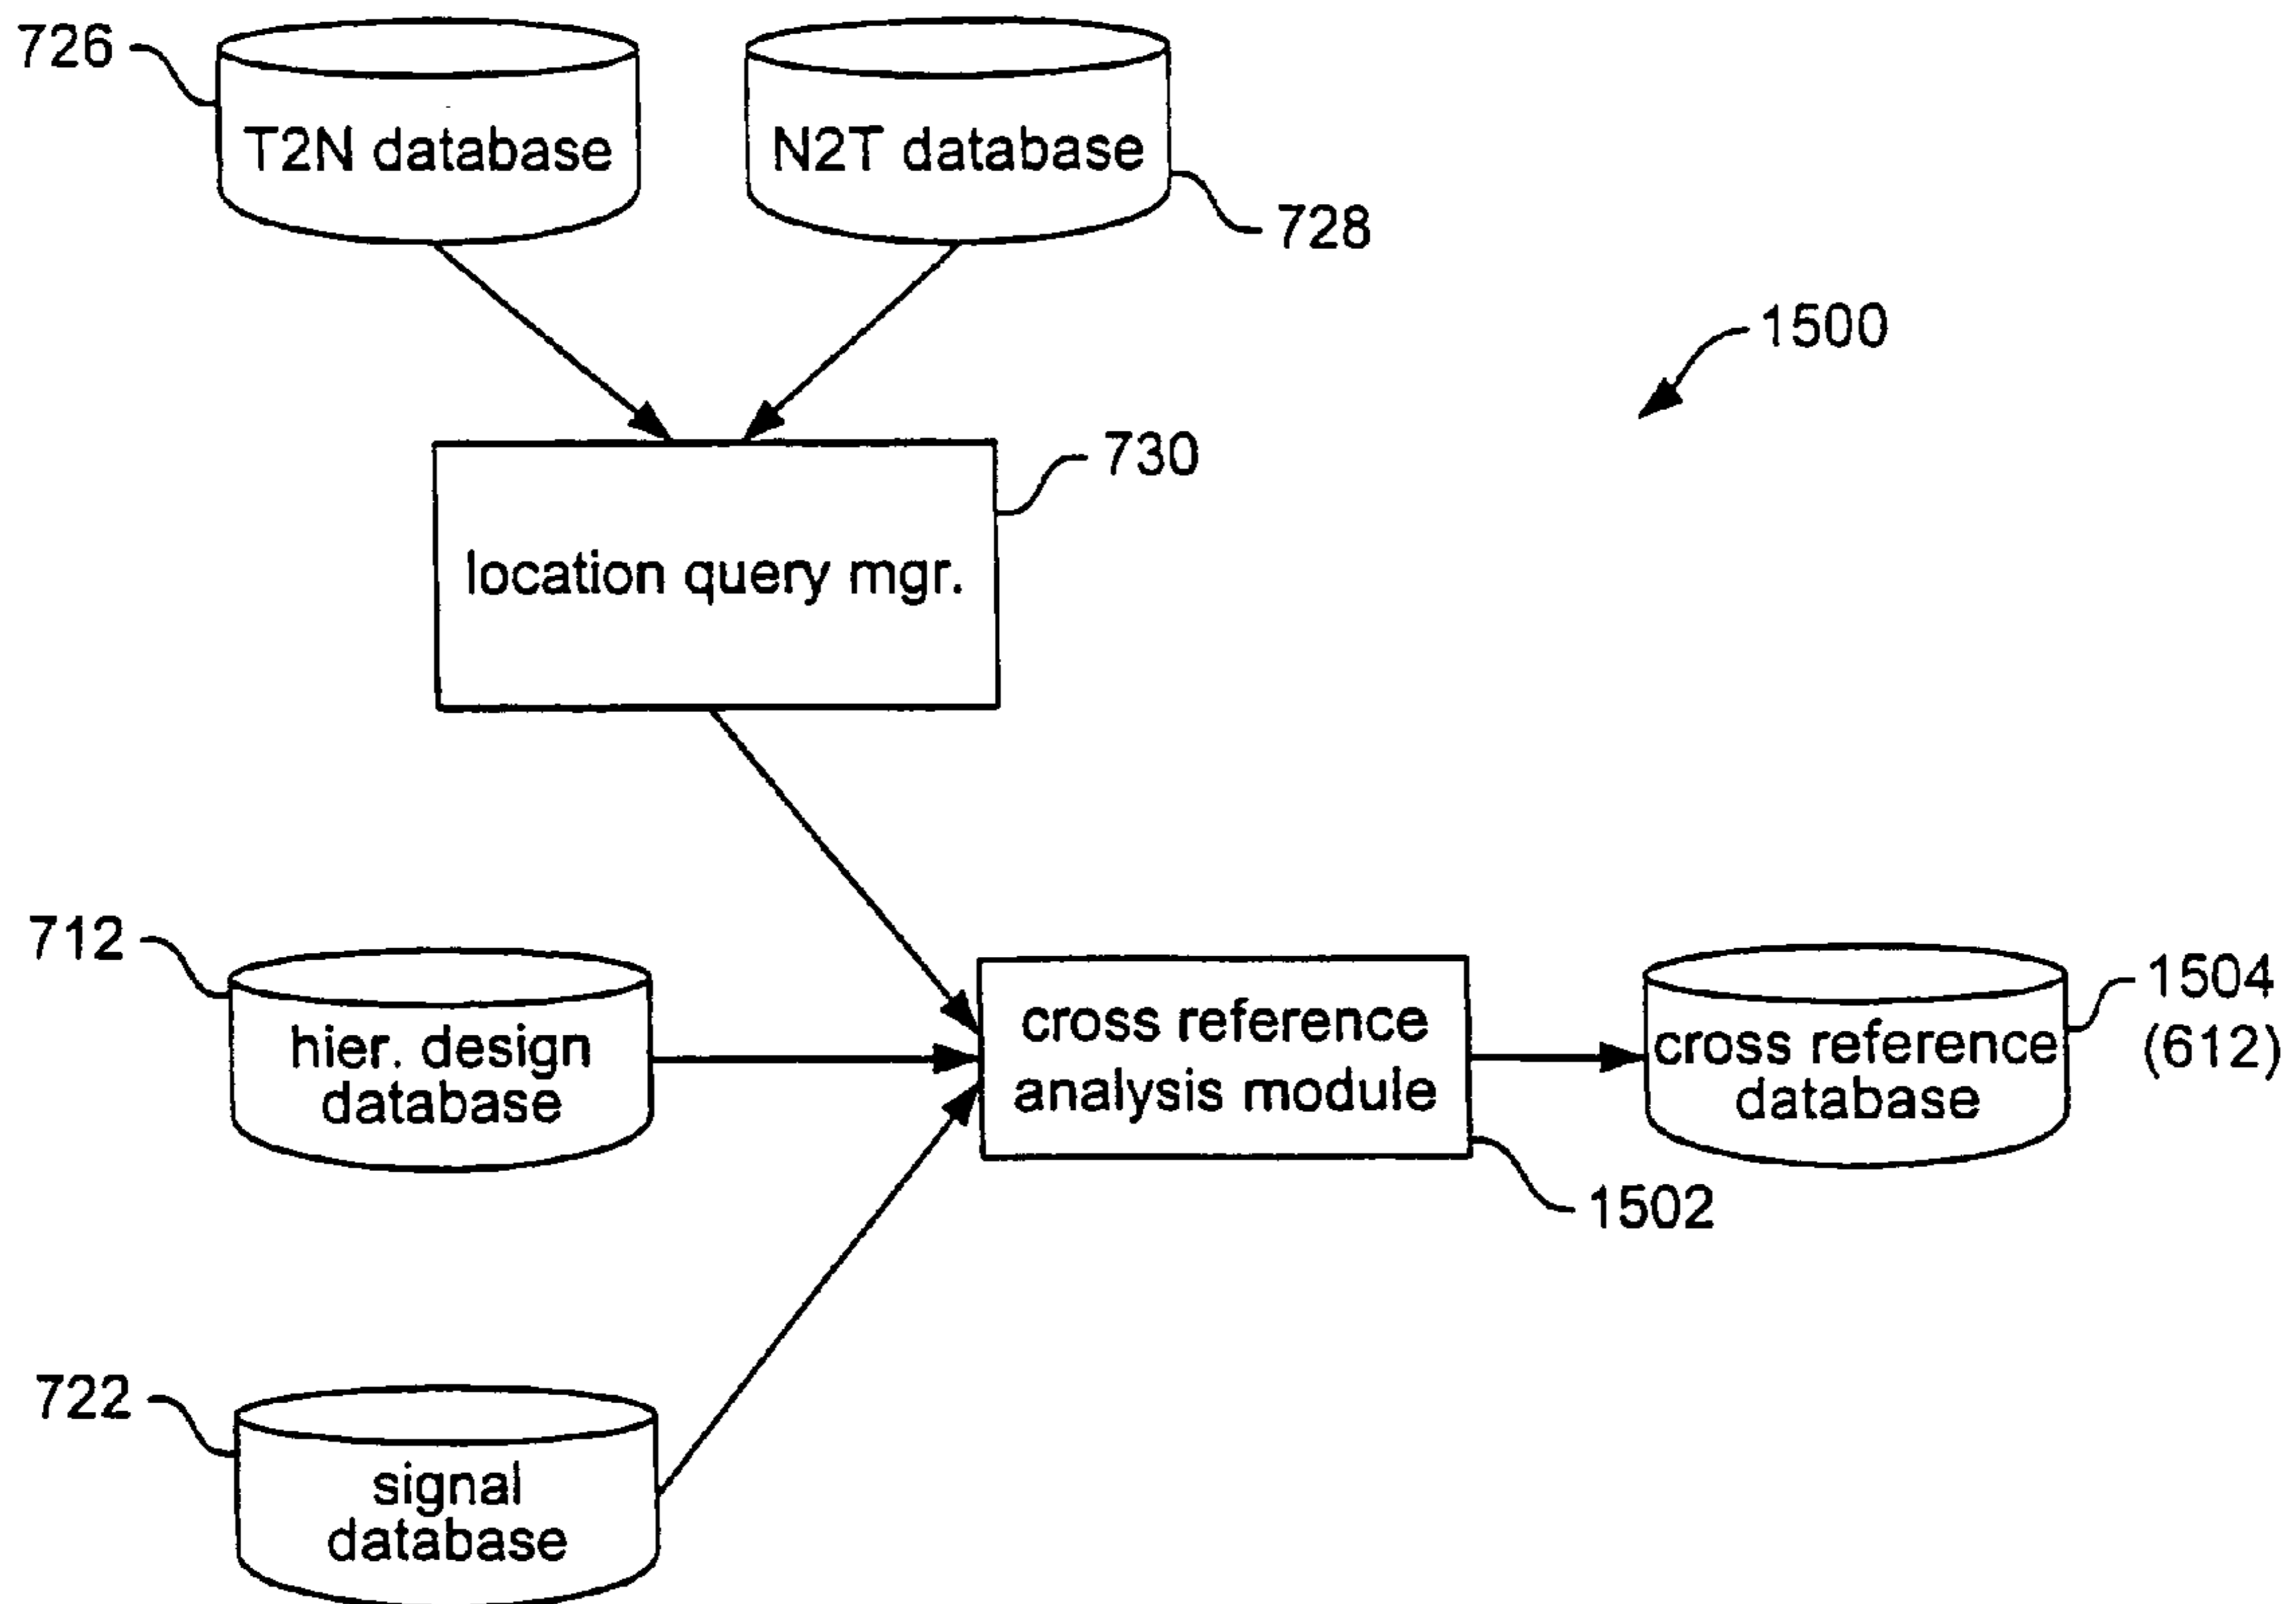 726
T2N database
N2T database
728
1500
730
location query mgr.
712
hier. design
database
cross reference
analysis module
cross reference
database
1504
(612)
1502
722
signal
database